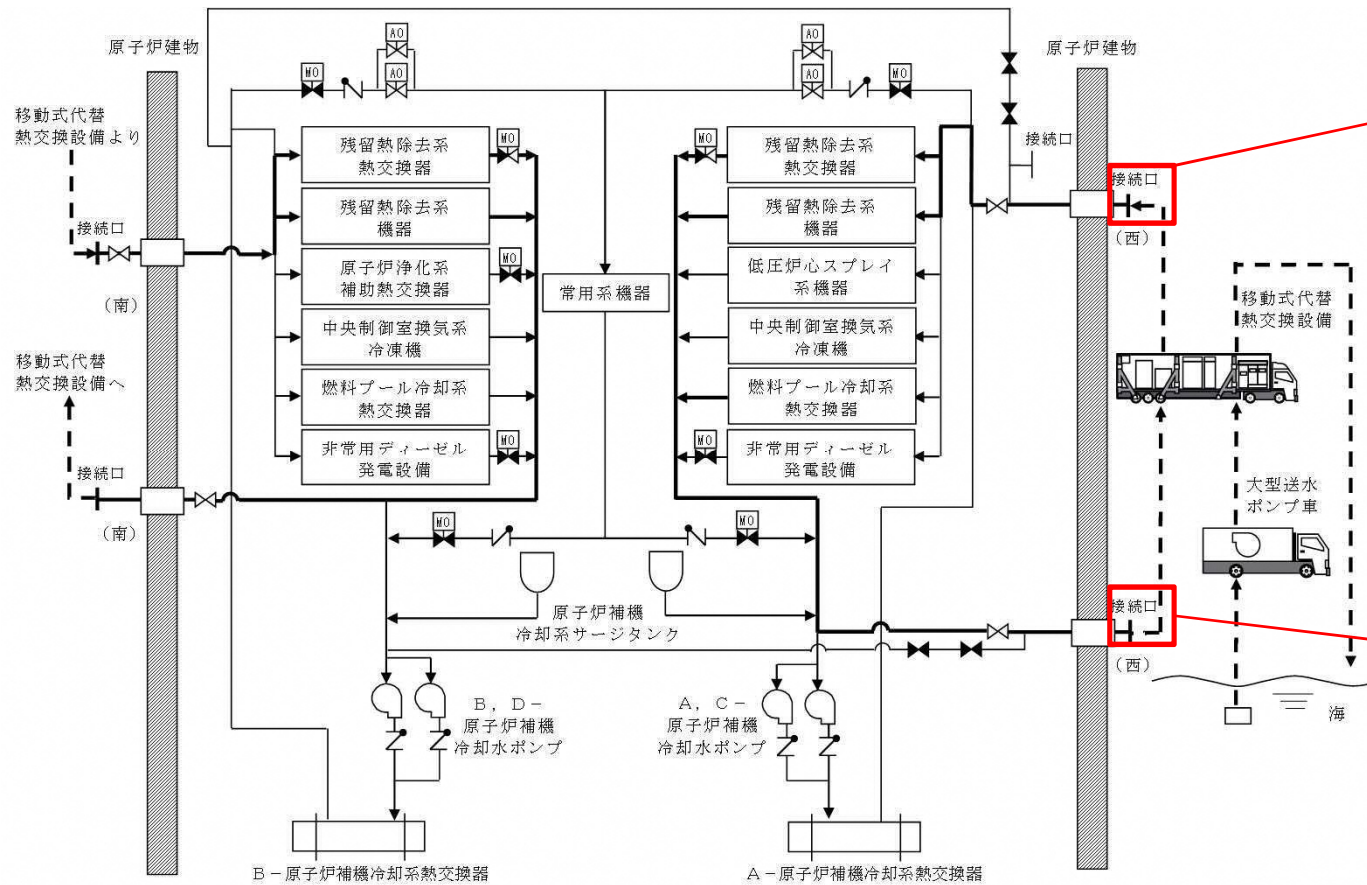 原子炉建物
AO
AO
MO
AO
AO
MO
原子炉建物
移動式代替
熱交換設備より
接続口
(南)
移動式代替
熱交換設備へ
接続口
(南)
残留熱除去系
熱交換器
MO
残留熱除去系
機器
原子炉浄化系
補助熱交換器
MO
中央制御室換気系
冷凍機
燃料プール冷却系
熱交換器
非常用ディーゼル
発電設備
MO
常用系機器
MO
残留熱除去系
熱交換器
残留熱除去系
機器
低圧炉心スプレイ
系機器
中央制御室換気系
冷凍機
燃料プール冷却系
熱交換器
MO
非常用ディーゼル
発電設備
接続口
接続口
(西)
移動式代替
熱交換設備
大型送水
ポンプ車
接続口
(西)
海
MO
MO
原子炉補機
冷却系サージタンク
B,D-
原子炉補機
冷却水ポンプ
A,C-
原子炉補機
冷却水ポンプ
B-原子炉補機冷却系熱交換器
A-原子炉補機冷却系熱交換器